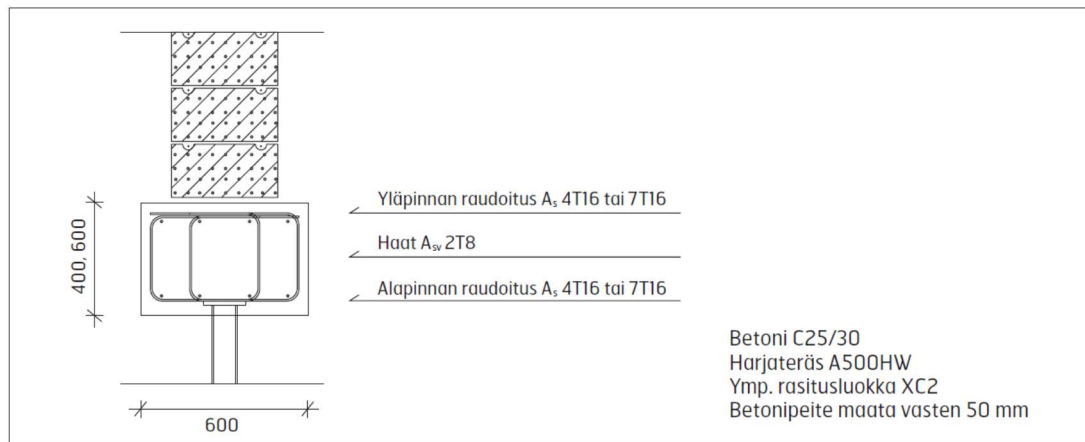 Yläpinnan raudoitus Aₛ 4T16 tai 7T16
400, 600
Haat Aₛᵥ 2T8
Alapinnan raudoitus Aₛ 4T16 tai 7T16
600
Betoni C25/30
Harjateräs A500HW
Ymp. rasitusluokka XC2
Betonipeite maata vasten 50 mm